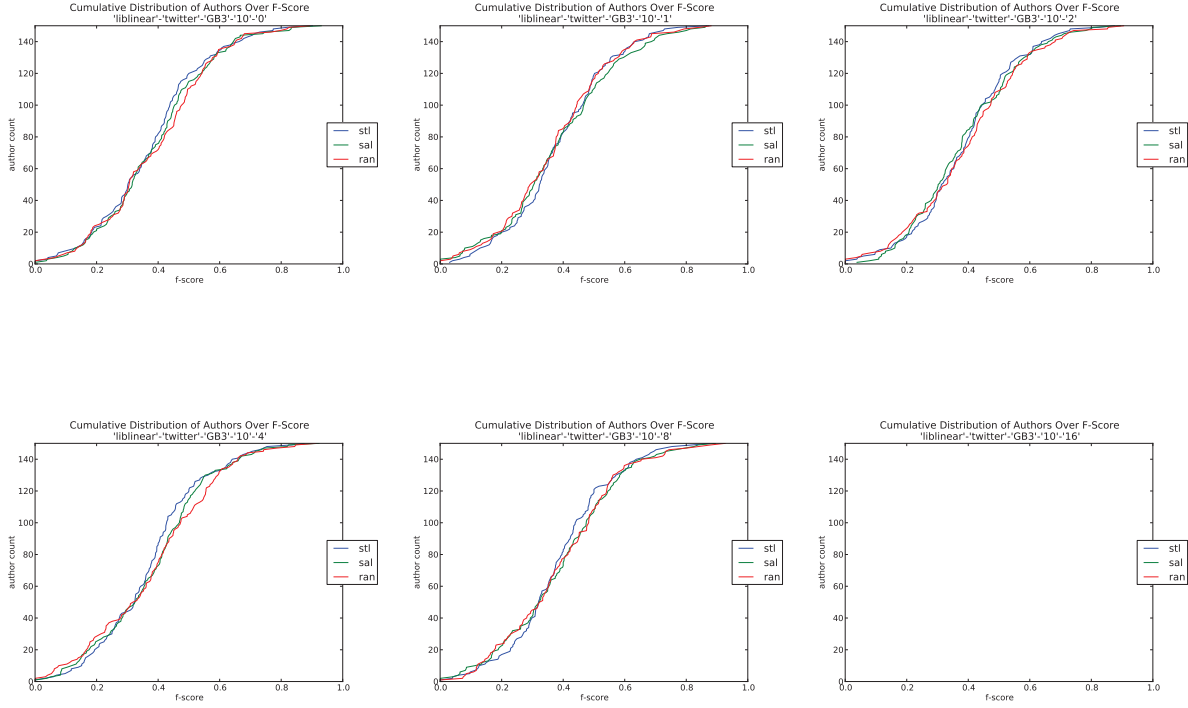 Cumulative Distribution of Authors Over F-Score
'liblinear'-'twitter'-'GB3'-'10'-'0'
140
120
100
80
60
40
20
0
0.0 0.2 0.4 0.6 0.8 1.0
author count
f-score
stl
sal
ran
Cumulative Distribution of Authors Over F-Score
'liblinear'-'twitter'-'GB3'-'10'-'1'
140
120
100
80
60
40
20
0
0.0 0.2 0.4 0.6 0.8 1.0
author count
f-score
stl
sal
ran
Cumulative Distribution of Authors Over F-Score
'liblinear'-'twitter'-'GB3'-'10'-'2'
140
120
100
80
60
40
20
0
0.0 0.2 0.4 0.6 0.8 1.0
author count
f-score
stl
sal
ran
Cumulative Distribution of Authors Over F-Score
'liblinear'-'twitter'-'GB3'-'10'-'4'
140
120
100
80
60
40
20
0
0.0 0.2 0.4 0.6 0.8 1.0
author count
f-score
stl
sal
ran
Cumulative Distribution of Authors Over F-Score
'liblinear'-'twitter'-'GB3'-'10'-'8'
140
120
100
80
60
40
20
0
0.0 0.2 0.4 0.6 0.8 1.0
author count
f-score
stl
sal
ran
Cumulative Distribution of Authors Over F-Score
'liblinear'-'twitter'-'GB3'-'10'-'16'
140
120
100
80
60
40
20
0
0.0 0.2 0.4 0.6 0.8 1.0
author count
f-score
stl
sal
ran